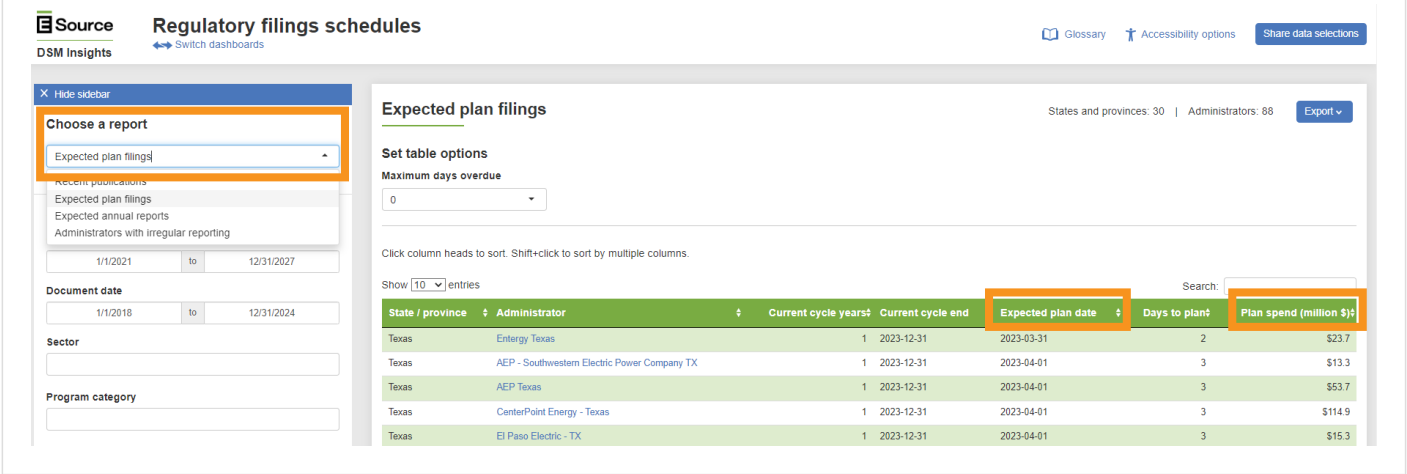 E Source
DSM Insights
Regulatory filings schedules
Switch dashboards
Glossary
Accessibility options
Share data selections
X Hide sidebar
Choose a report
Expected plan filings
Recent publications
Expected plan filings
Expected annual reports
Administrators with irregular reporting
1/1/2021 to 12/31/2027
Document date
1/1/2018 to 12/31/2024
Sector
Program category
Expected plan filings
States and provinces: 30 | Administrators: 88
Export
Set table options
Maximum days overdue
0
Click column heads to sort. Shift+click to sort by multiple columns.
Show 10 entries
Search:
State / province Administrator Current cycle years Current cycle end Expected plan date Days to plan Plan spend (million $)
Texas Entergy Texas 1 2023-12-31 2023-03-31 2 $23.7
Texas AEP - Southwestern Electric Power Company TX 1 2023-12-31 2023-04-01 3 $13.3
Texas AEP Texas 1 2023-12-31 2023-04-01 3 $53.7
Texas CenterPoint Energy - Texas 1 2023-12-31 2023-04-01 3 $114.9
Texas El Paso Electric - TX 1 2023-12-31 2023-04-01 3 $15.3